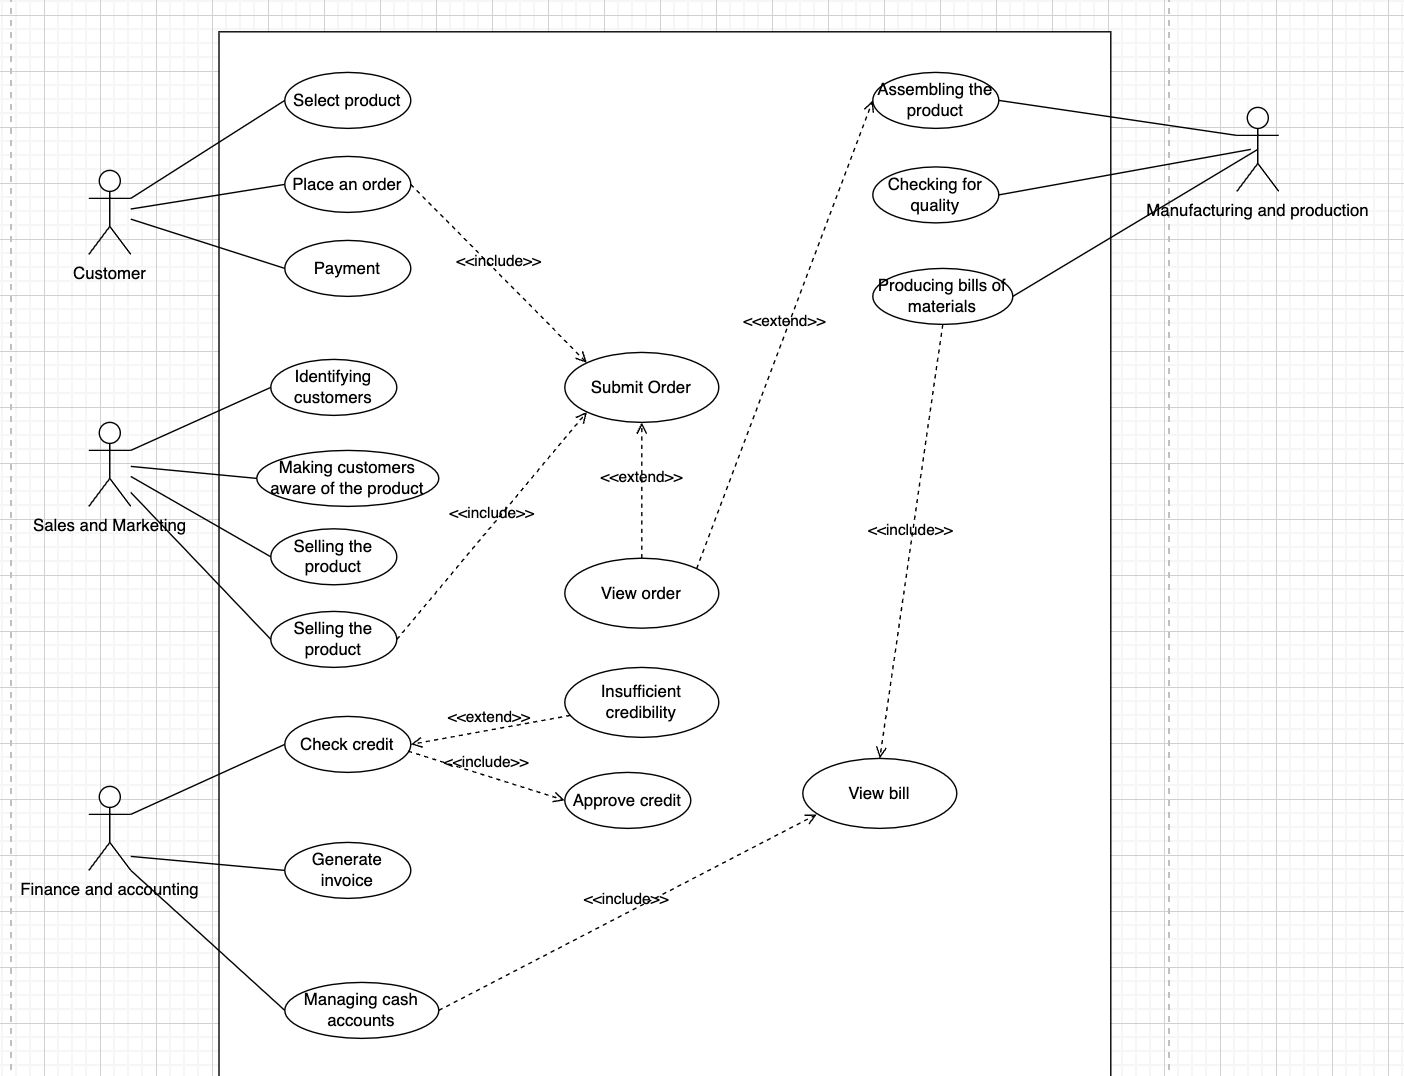 Select product
Assembling the
product
Place an order
Checking for
quality
Manufacturing and production
Customer
Payment
<<include>>
Producing bills of
materials
<<extend>>
Identifying
customers
Submit Order
Making customers
aware of the product
<<extend>>
<<include>>
Sales and Marketing
<<include>>
Selling the
product
View order
Selling the
product
Insufficient
credibility
<<extend>>
Check credit
<<include>>
Approve credit
View bill
Generate
invoice
Finance and accounting
<<include>>
Managing cash
accounts